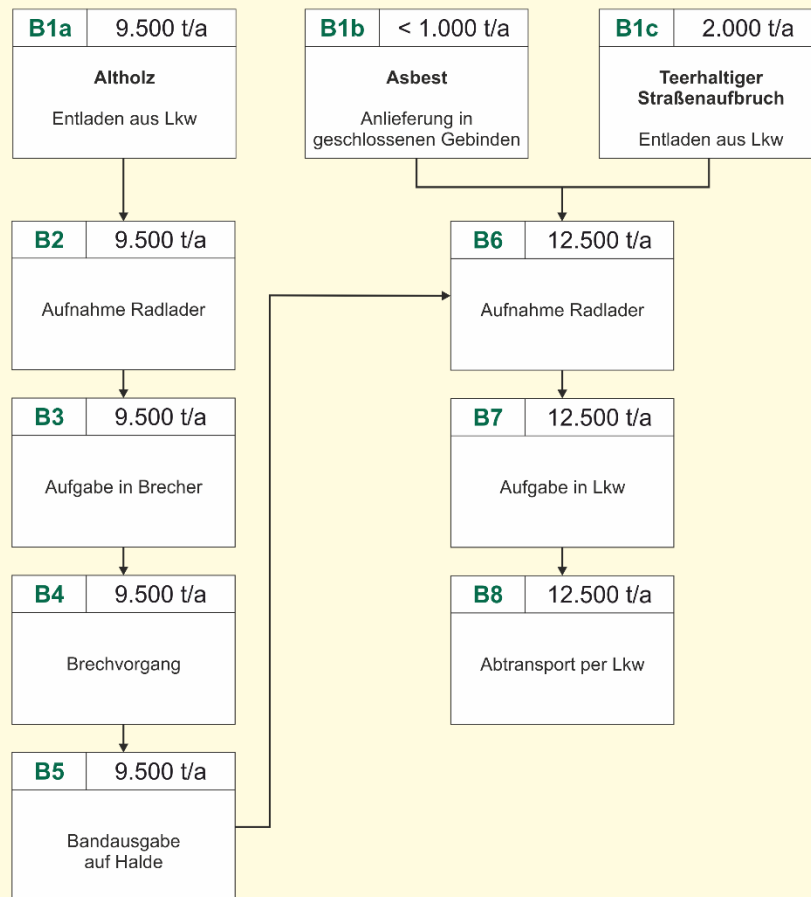 B1a 9.500 t/a
Altholz
Entladen aus Lkw
B1b < 1.000 t/a
Asbest
Anlieferung in
geschlossenen Gebinden
B1c 2.000 t/a
Teerhaltiger
Straßenaufbruch
Entladen aus Lkw
B2 9.500 t/a
Aufnahme Radlader
B6 12.500 t/a
Aufnahme Radlader
B3 9.500 t/a
Aufgabe in Brecher
B7 12.500 t/a
Aufgabe in Lkw
B4 9.500 t/a
Brechvorgang
B8 12.500 t/a
Abtransport per Lkw
B5 9.500 t/a
Bandausgabe
auf Halde